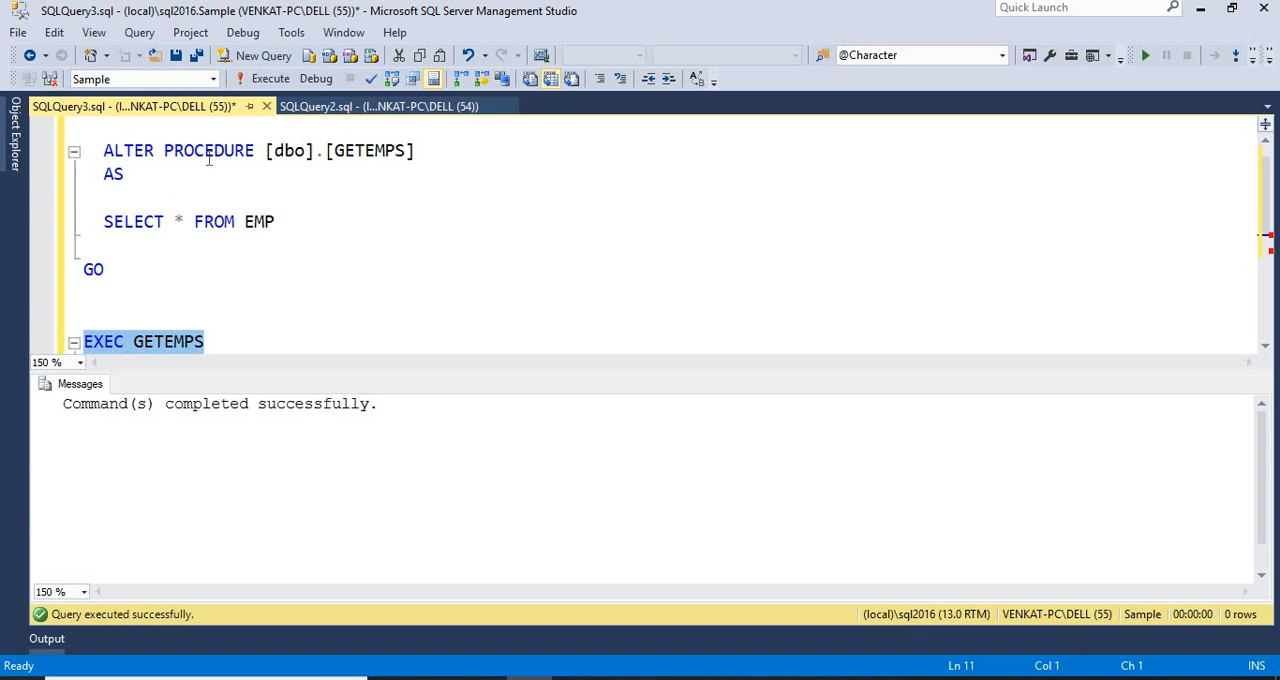 SQLQuery3.sql - (local)\sql2016.Sample (VENKAT-PC\DELL (55))* - Microsoft SQL Server Management Studio
Quick Launch
File Edit View Query Project Debug Tools Window Help
New Query
@Character
Sample
! Execute Debug
SQLQuery3.sql - (l...NKAT-PC\DELL (55))*
SQLQuery2.sql - (l...NKAT-PC\DELL (54))
Object Explorer
ALTER PROCEDURE [dbo].[GETEMPS]
AS
SELECT * FROM EMP
GO
EXEC GETEMPS
150 %
Messages
Command(s) completed successfully.
150 %
Query executed successfully.
(local)\sql2016 (13.0 RTM) VENKAT-PC\DELL (55) Sample 00:00:00 0 rows
Output
Ready
Ln 11 Col 1 Ch 1 INS